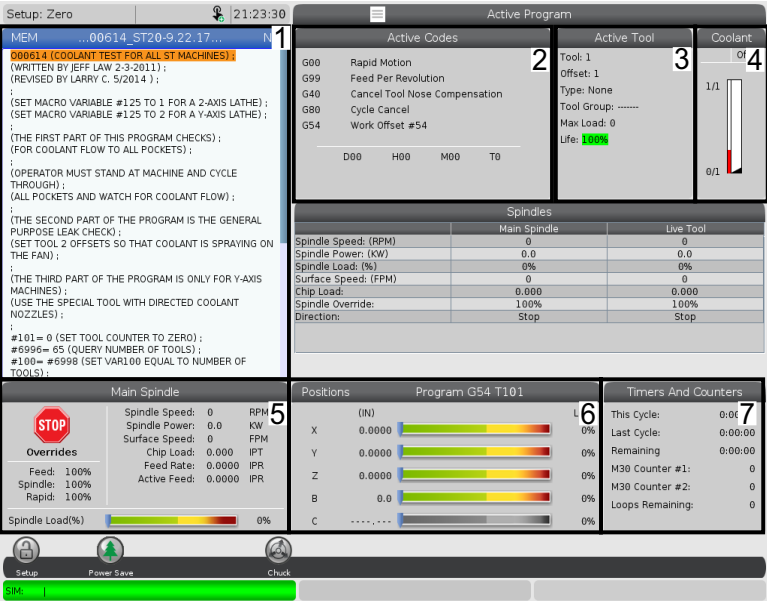 Setup: Zero
21:23:30
Active Program
MEM ...00614_ST20-9.22.17... N
1
O00614 (COOLANT TEST FOR ALL ST MACHINES) ;
(WRITTEN BY JEFF LAW 2-3-2011) ;
(REVISED BY LARRY C. 5/2014 ) ;
;
(SET MACRO VARIABLE #125 TO 1 FOR A 2-AXIS LATHE) ;
(SET MACRO VARIABLE #125 TO 2 FOR A Y-AXIS LATHE) ;
;
(THE FIRST PART OF THIS PROGRAM CHECKS) ;
(FOR COOLANT FLOW TO ALL POCKETS) ;
;
(OPERATOR MUST STAND AT MACHINE AND CYCLE
THROUGH) ;
(ALL POCKETS AND WATCH FOR COOLANT FLOW) ;
;
(THE SECOND PART OF THE PROGRAM IS THE GENERAL
PURPOSE LEAK CHECK) ;
(SET TOOL 2 OFFSETS SO THAT COOLANT IS SPRAYING ON
THE FAN) ;
;
(THE THIRD PART OF THE PROGRAM IS ONLY FOR Y-AXIS
MACHINES) ;
(USE THE SPECIAL TOOL WITH DIRECTED COOLANT
NOZZLES) ;
;
#101= 0 (SET TOOL COUNTER TO ZERO) ;
#6996= 65 (QUERY NUMBER OF TOOLS) ;
#100= #6998 (SET VAR100 EQUAL TO NUMBER OF
TOOLS) ;
Active Codes
2
G00 Rapid Motion
G99 Feed Per Revolution
G40 Cancel Tool Nose Compensation
G80 Cycle Cancel
G54 Work Offset #54
D00 H00 M00 T0
Active Tool
3
Tool: 1
Offset: 1
Type: None
Tool Group: -------
Max Load: 0
Life: 100%
Coolant
4
1/1
0/1
Spindles
Main Spindle Live Tool
Spindle Speed: (RPM) 0 0
Spindle Power: (KW) 0.0 0.0
Spindle Load: (%) 0% 0%
Surface Speed: (FPM) 0 0
Chip Load: 0.000 0.000
Spindle Override: 100% 100%
Direction: Stop Stop
Main Spindle
5
STOP
Overrides
Feed: 100%
Spindle: 100%
Rapid: 100%
Spindle Speed: 0 RPM
Spindle Power: 0.0 KW
Surface Speed: 0 FPM
Chip Load: 0.000 IPT
Feed Rate: 0.0000 IPR
Active Feed: 0.0000 IPR
Spindle Load(%) 0%
Positions Program G54 T101
6
(IN) L
X 0.0000 0%
Y 0.0000 0%
Z 0.0000 0%
B 0.0 0%
C ----.--- 0%
Timers And Counters
7
This Cycle: 0:00
Last Cycle: 0:00:00
Remaining 0:00:00
M30 Counter #1: 0
M30 Counter #2: 0
Loops Remaining: 0
Setup
Power Save
Chuck
SIM: |